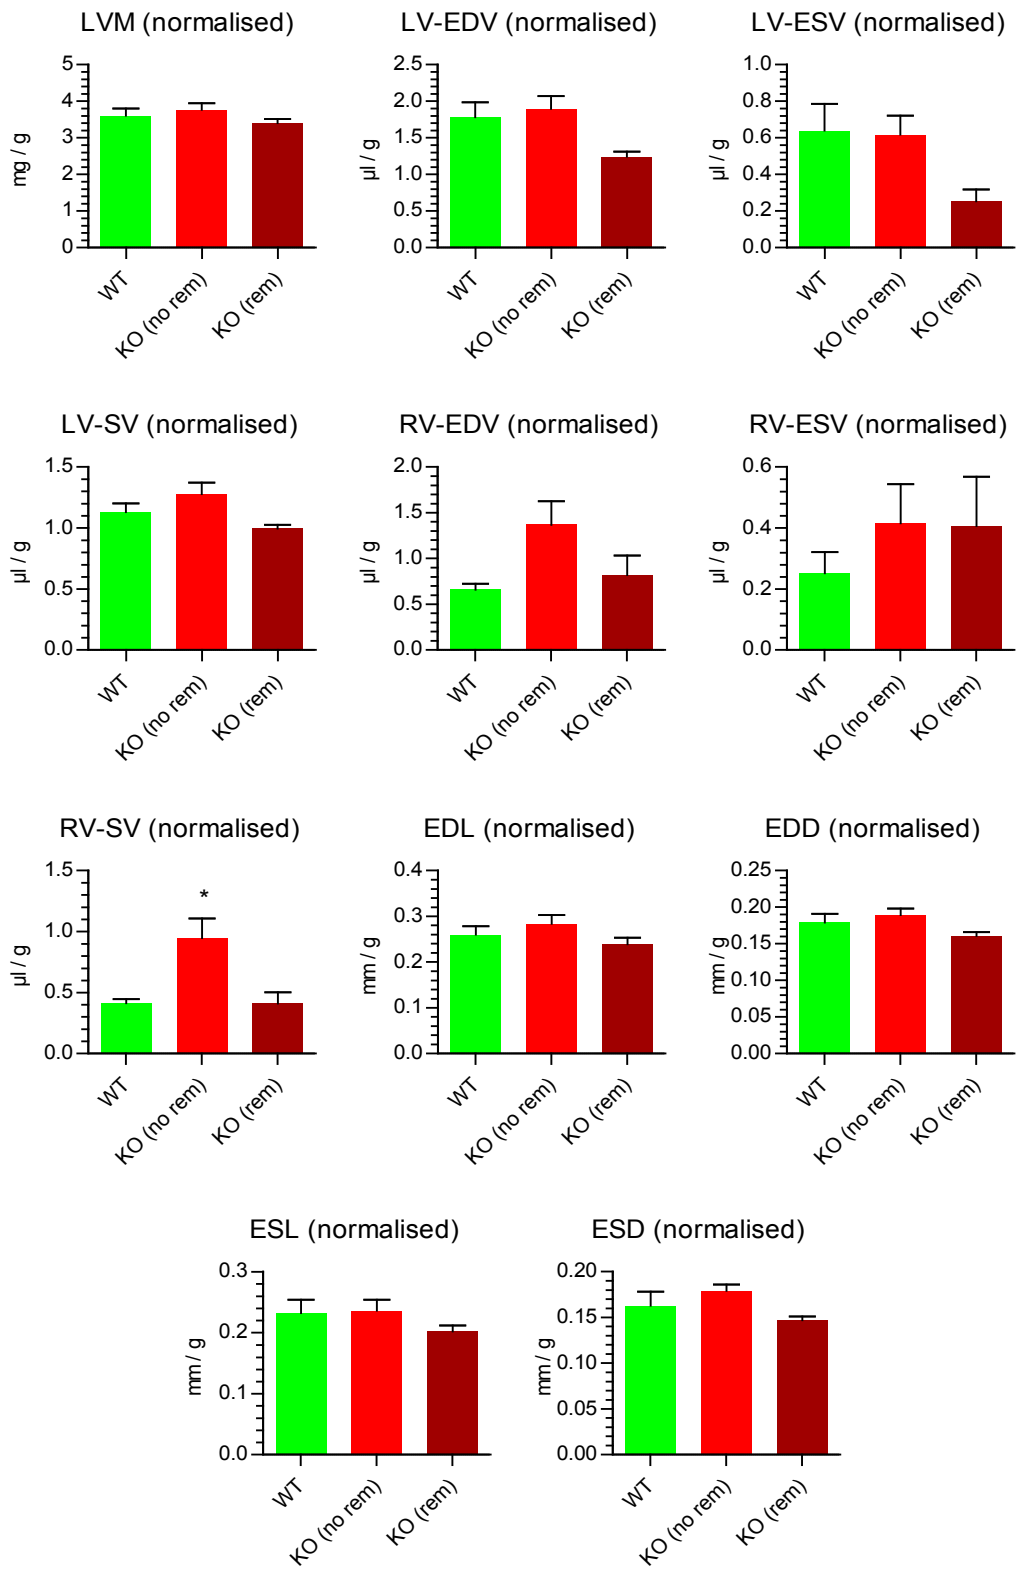 LVM (normalised)
LV-EDV (normalised)
LV-ESV (normalised)
mg / g
5
4
3
2
1
0
WT
KO (no rem)
KO (rem)
µl / g
2.5
2.0
1.5
1.0
0.5
0.0
WT
KO (no rem)
KO (rem)
µl / g
1.0
0.8
0.6
0.4
0.2
0.0
WT
KO (no rem)
KO (rem)
LV-SV (normalised)
RV-EDV (normalised)
RV-ESV (normalised)
µl / g
1.5
1.0
0.5
0.0
WT
KO (no rem)
KO (rem)
µl / g
2.0
1.5
1.0
0.5
0.0
WT
KO (no rem)
KO (rem)
µl / g
0.6
0.4
0.2
0.0
WT
KO (no rem)
KO (rem)
RV-SV (normalised)
EDL (normalised)
EDD (normalised)
µl / g
1.5
1.0
0.5
0.0
*
WT
KO (no rem)
KO (rem)
mm / g
0.4
0.3
0.2
0.1
0.0
WT
KO (no rem)
KO (rem)
mm / g
0.25
0.20
0.15
0.10
0.05
0.00
WT
KO (no rem)
KO (rem)
ESL (normalised)
ESD (normalised)
mm / g
0.3
0.2
0.1
0.0
WT
KO (no rem)
KO (rem)
mm / g
0.20
0.15
0.10
0.05
0.00
WT
KO (no rem)
KO (rem)